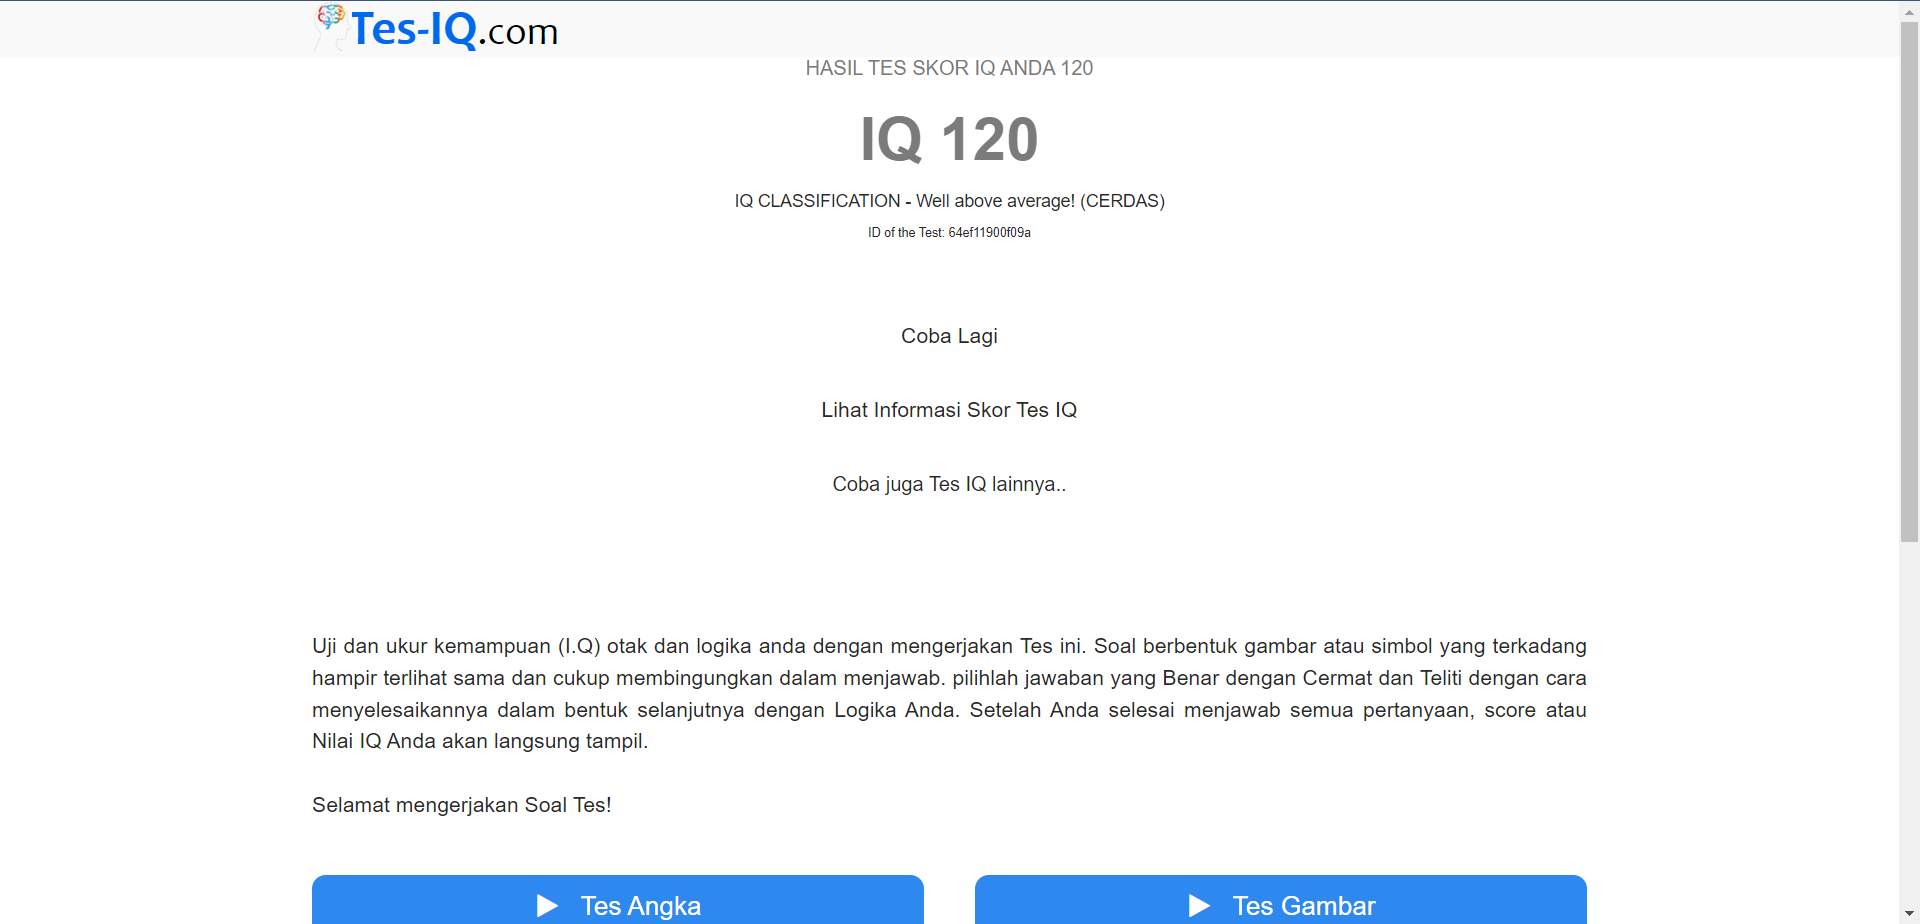 Tes-IQ.com
HASIL TES SKOR IQ ANDA 120
IQ 120
IQ CLASSIFICATION - Well above average! (CERDAS)
ID of the Test: 64ef11900f09a
Coba Lagi
Lihat Informasi Skor Tes IQ
Coba juga Tes IQ lainnya..
Uji dan ukur kemampuan (I.Q) otak dan logika anda dengan mengerjakan Tes ini. Soal berbentuk gambar atau simbol yang terkadang
hampir terlihat sama dan cukup membingungkan dalam menjawab. pilihlah jawaban yang Benar dengan Cermat dan Teliti dengan cara
menyelesaikannya dalam bentuk selanjutnya dengan Logika Anda. Setelah Anda selesai menjawab semua pertanyaan, score atau
Nilai IQ Anda akan langsung tampil.
Selamat mengerjakan Soal Tes!
Tes Angka
Tes Gambar